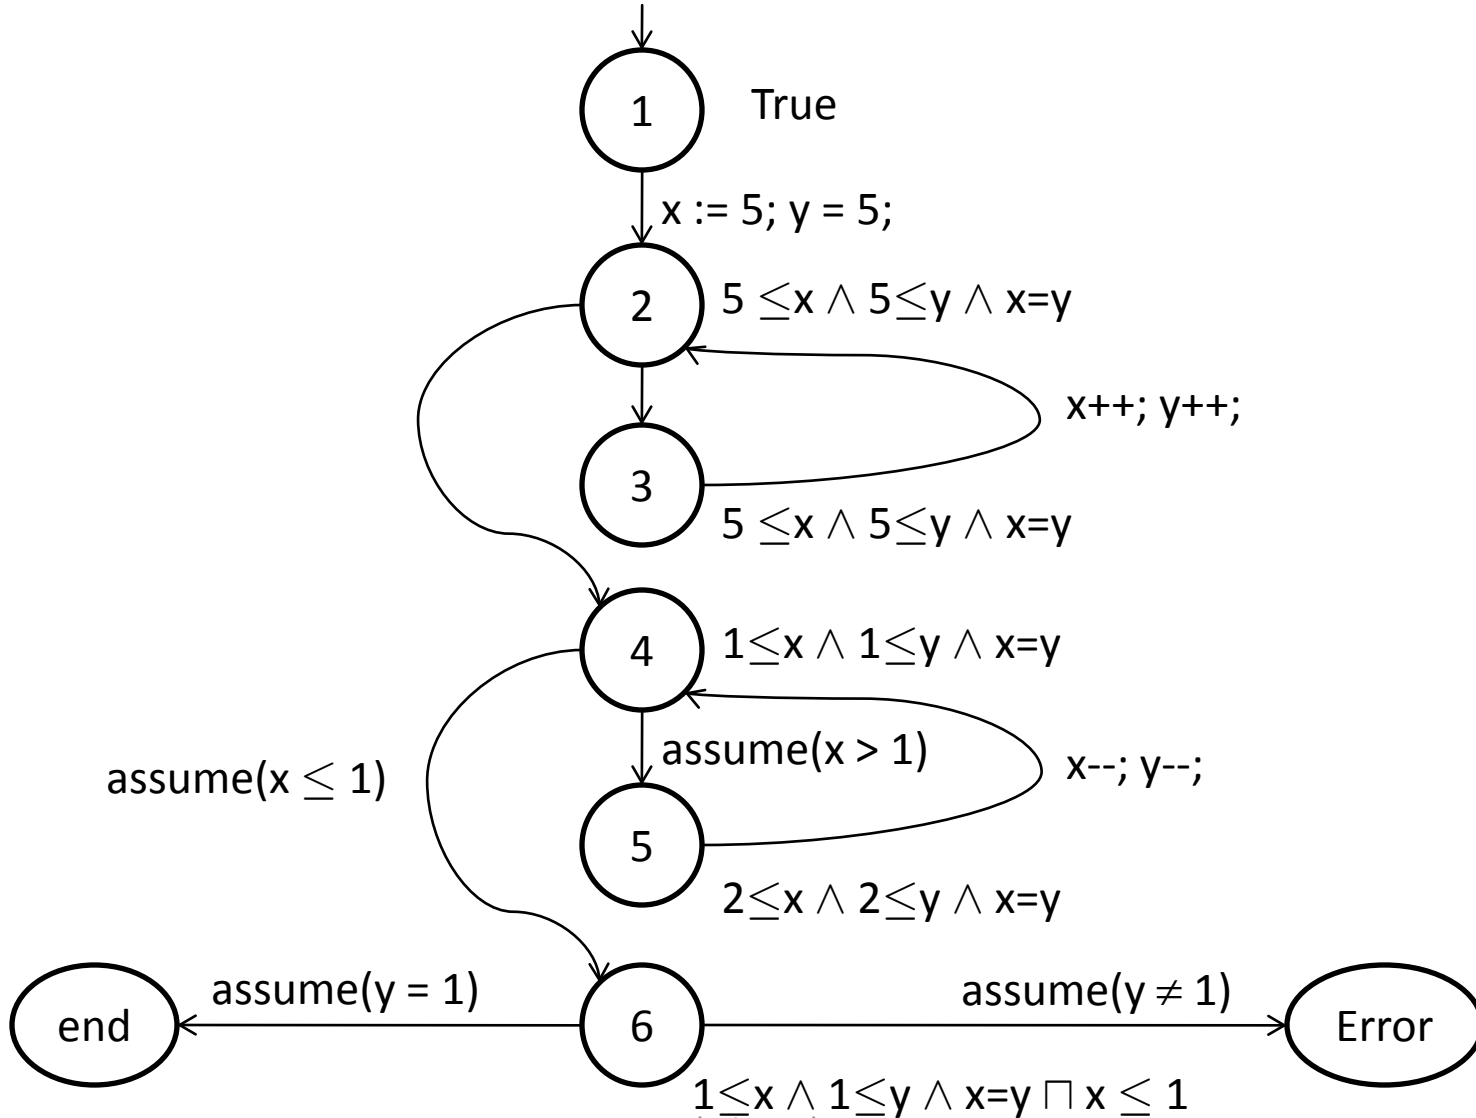 1 True
x := 5; y = 5;
2 5 ≤x ∧ 5≤y ∧ x=y
x++; y++;
3
5 ≤x ∧ 5≤y ∧ x=y
4 1≤x ∧ 1≤y ∧ x=y
assume(x > 1)
x--; y--;
assume(x ≤ 1)
5
2≤x ∧ 2≤y ∧ x=y
assume(y = 1) assume(y ≠ 1)
end 6 Error
1≤x ∧ 1≤y ∧ x=y ⊓ x ≤ 1